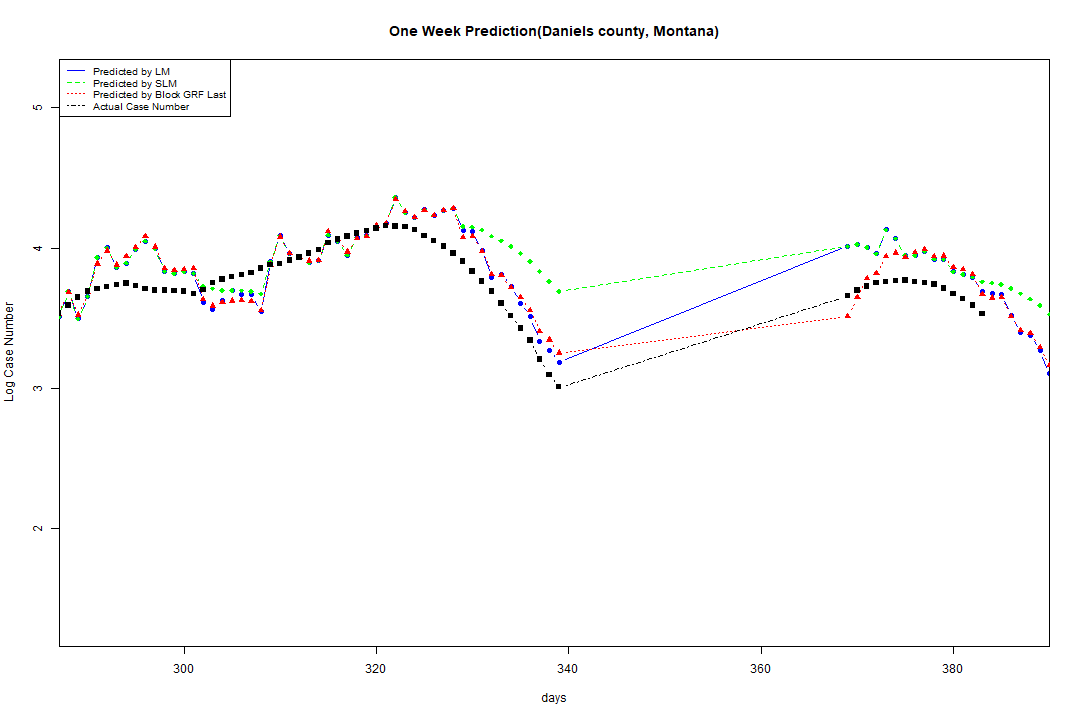 One Week Prediction(Daniels county, Montana)
Predicted by LM
Predicted by SLM
Predicted by Block GRF Last
Actual Case Number
5
4
3
2
Log Case Number
300 320 340 360 380
days